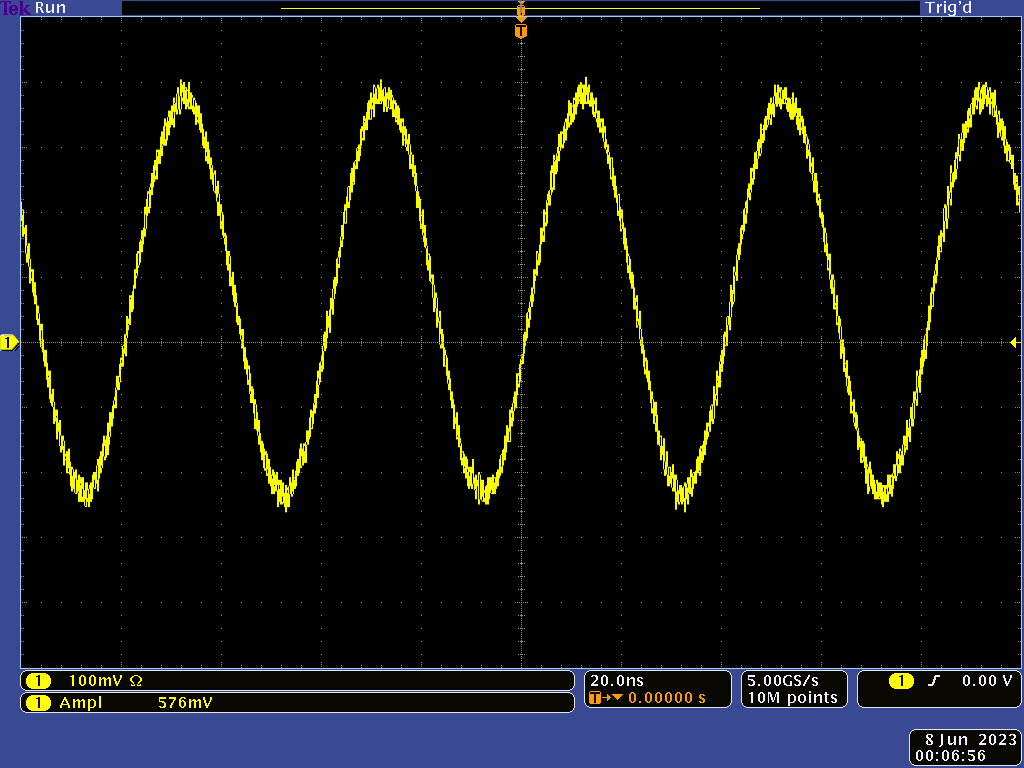 Tek Run Trig'd
T
T
1
1 100mV Ω
1 Ampl 576mV
20.0ns
T→▼ 0.00000 s
5.00GS/s
10M points
1 ʃ 0.00 V
8 Jun 2023
00:06:56